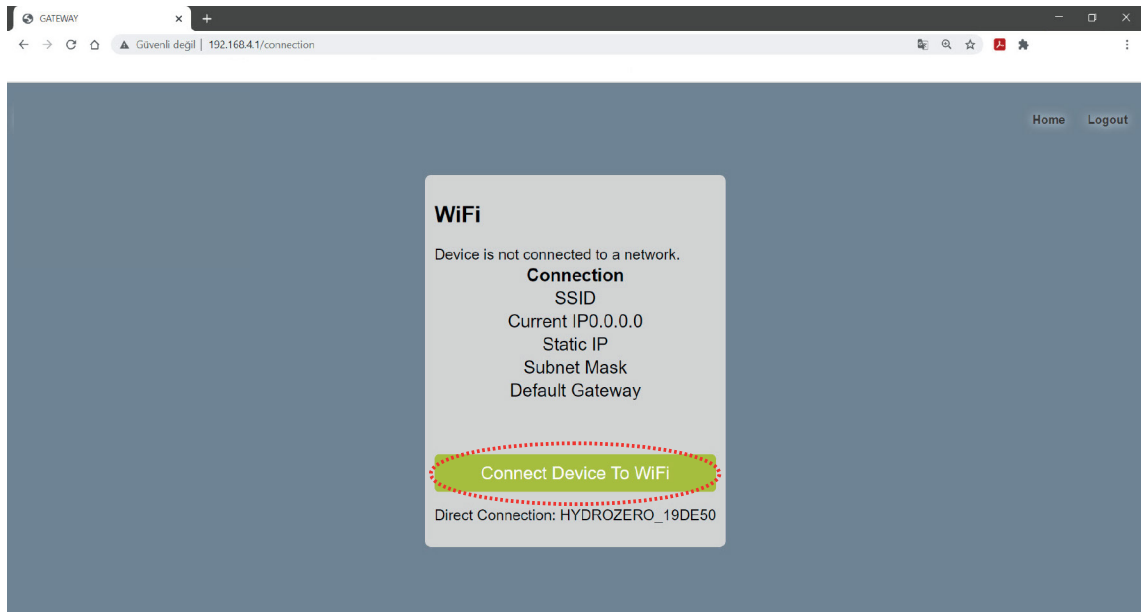 GATEWAY
Güvenli değil | 192.168.4.1/connection
Home Logout
WiFi
Device is not connected to a network.
Connection
SSID
Current IP0.0.0.0
Static IP
Subnet Mask
Default Gateway
Connect Device To WiFi
Direct Connection: HYDROZERO_19DE50